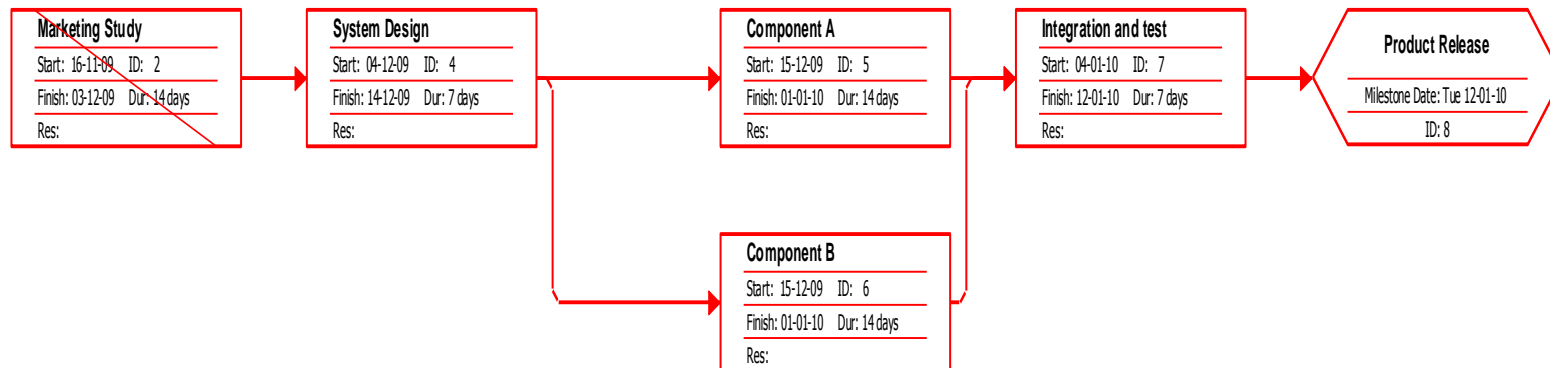 Marketing Study
Start: 16-11-09 ID: 2
Finish: 03-12-09 Dur: 14 days
Res:
System Design
Start: 04-12-09 ID: 4
Finish: 14-12-09 Dur: 7 days
Res:
Component A
Start: 15-12-09 ID: 5
Finish: 01-01-10 Dur: 14 days
Res:
Integration and test
Start: 04-01-10 ID: 7
Finish: 12-01-10 Dur: 7 days
Res:
Product Release
Milestone Date: Tue 12-01-10
ID: 8
Component B
Start: 15-12-09 ID: 6
Finish: 01-01-10 Dur: 14 days
Res: